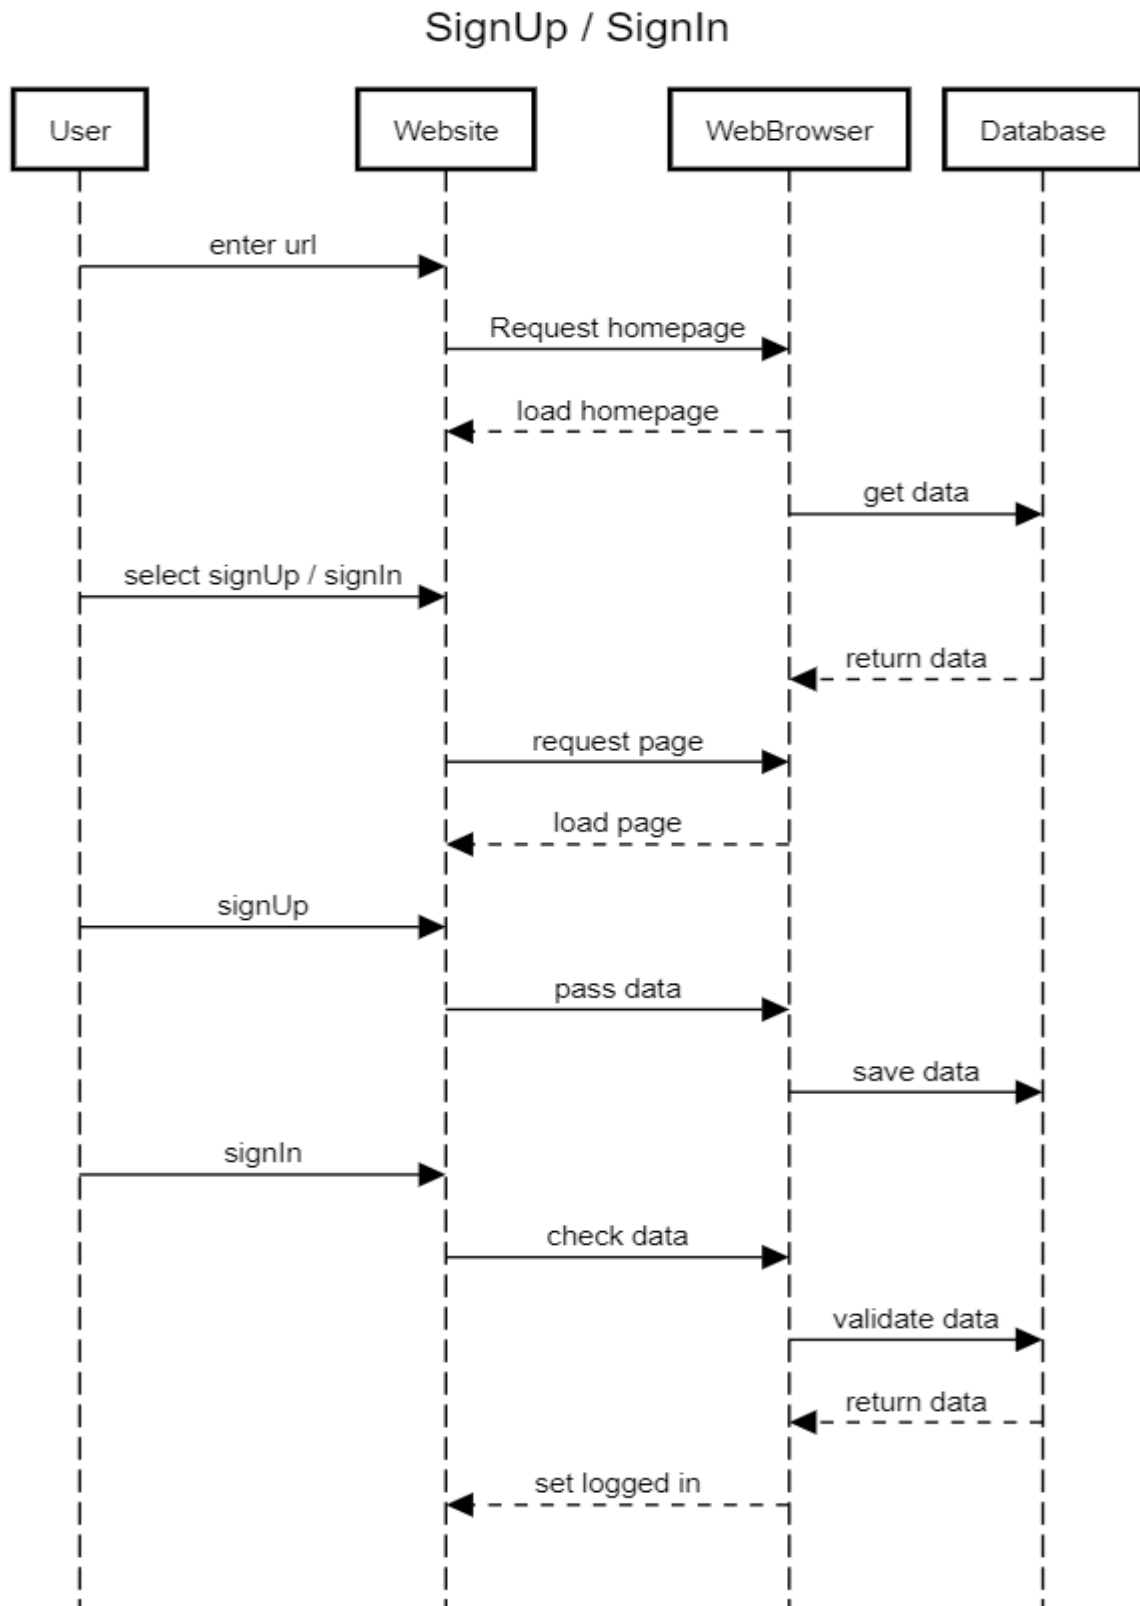 SignUp / SignIn
User
Website
WebBrowser
Database
enter url
Request homepage
load homepage
get data
select signUp / signIn
return data
request page
load page
signUp
pass data
save data
signIn
check data
validate data
return data
set logged in